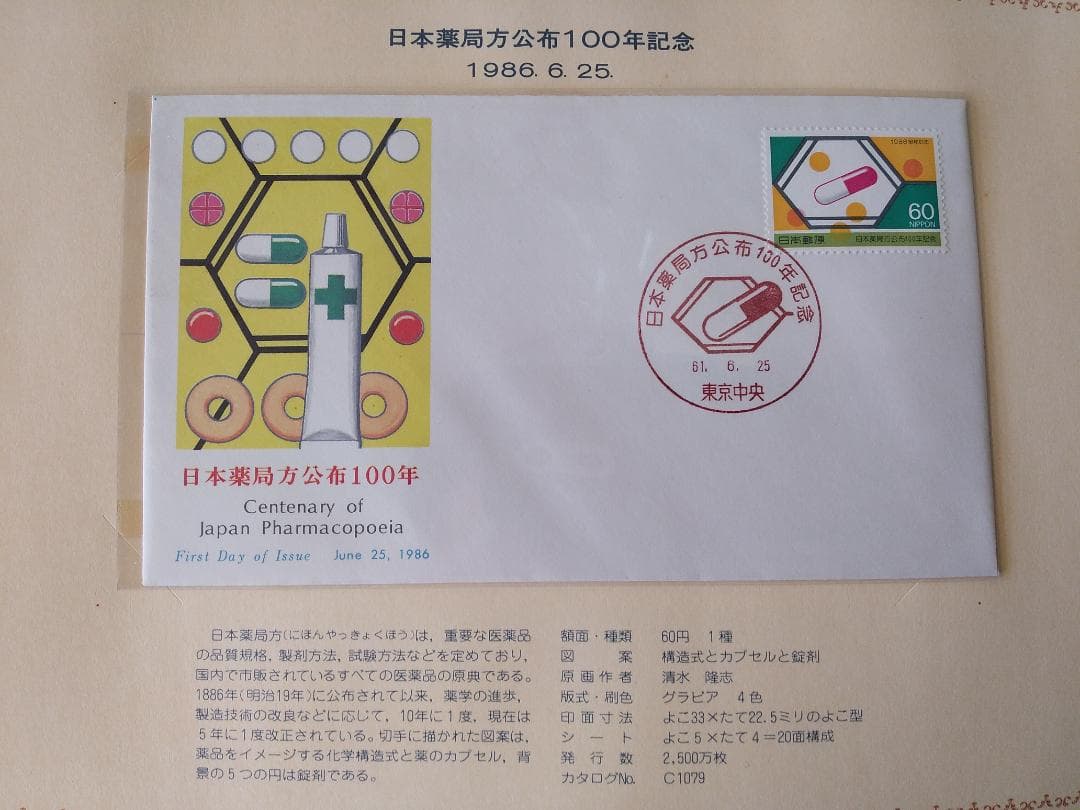 日本薬局方公布100年記念
1986. 6. 25.
60
NIPPON
日本郵便
日本薬局方公布100年記念
日本薬局方公布100年記念
61. 6. 25
東京中央
日本薬局方公布100年
Centenary of
Japan Pharmacopoeia
First Day of Issue June 25, 1986
日本薬局方(にほんやっきょくほう)は，重要な医薬品
の品質規格，製剤方法，試験方法などを定めており，
国内で市販されているすべての医薬品の原典である。
1886年(明治19年)に公布されて以来，薬学の進歩，
製造技術の改良などに応じて，10年に1度，現在は
5年に1度改正されている。切手に描かれた図案は，
薬品をイメージする化学構造式と薬のカプセル，背
景の5つの円は錠剤である。
額面・種類 60円 1種
図案 構造式とカプセルと錠剤
原画作者 清水 隆志
版式・刷色 グラビア 4色
印面寸法 よこ33×たて22.5ミリのよこ型
シート よこ5×たて4＝20面構成
発行数 2,500万枚
カタログNo. C1079